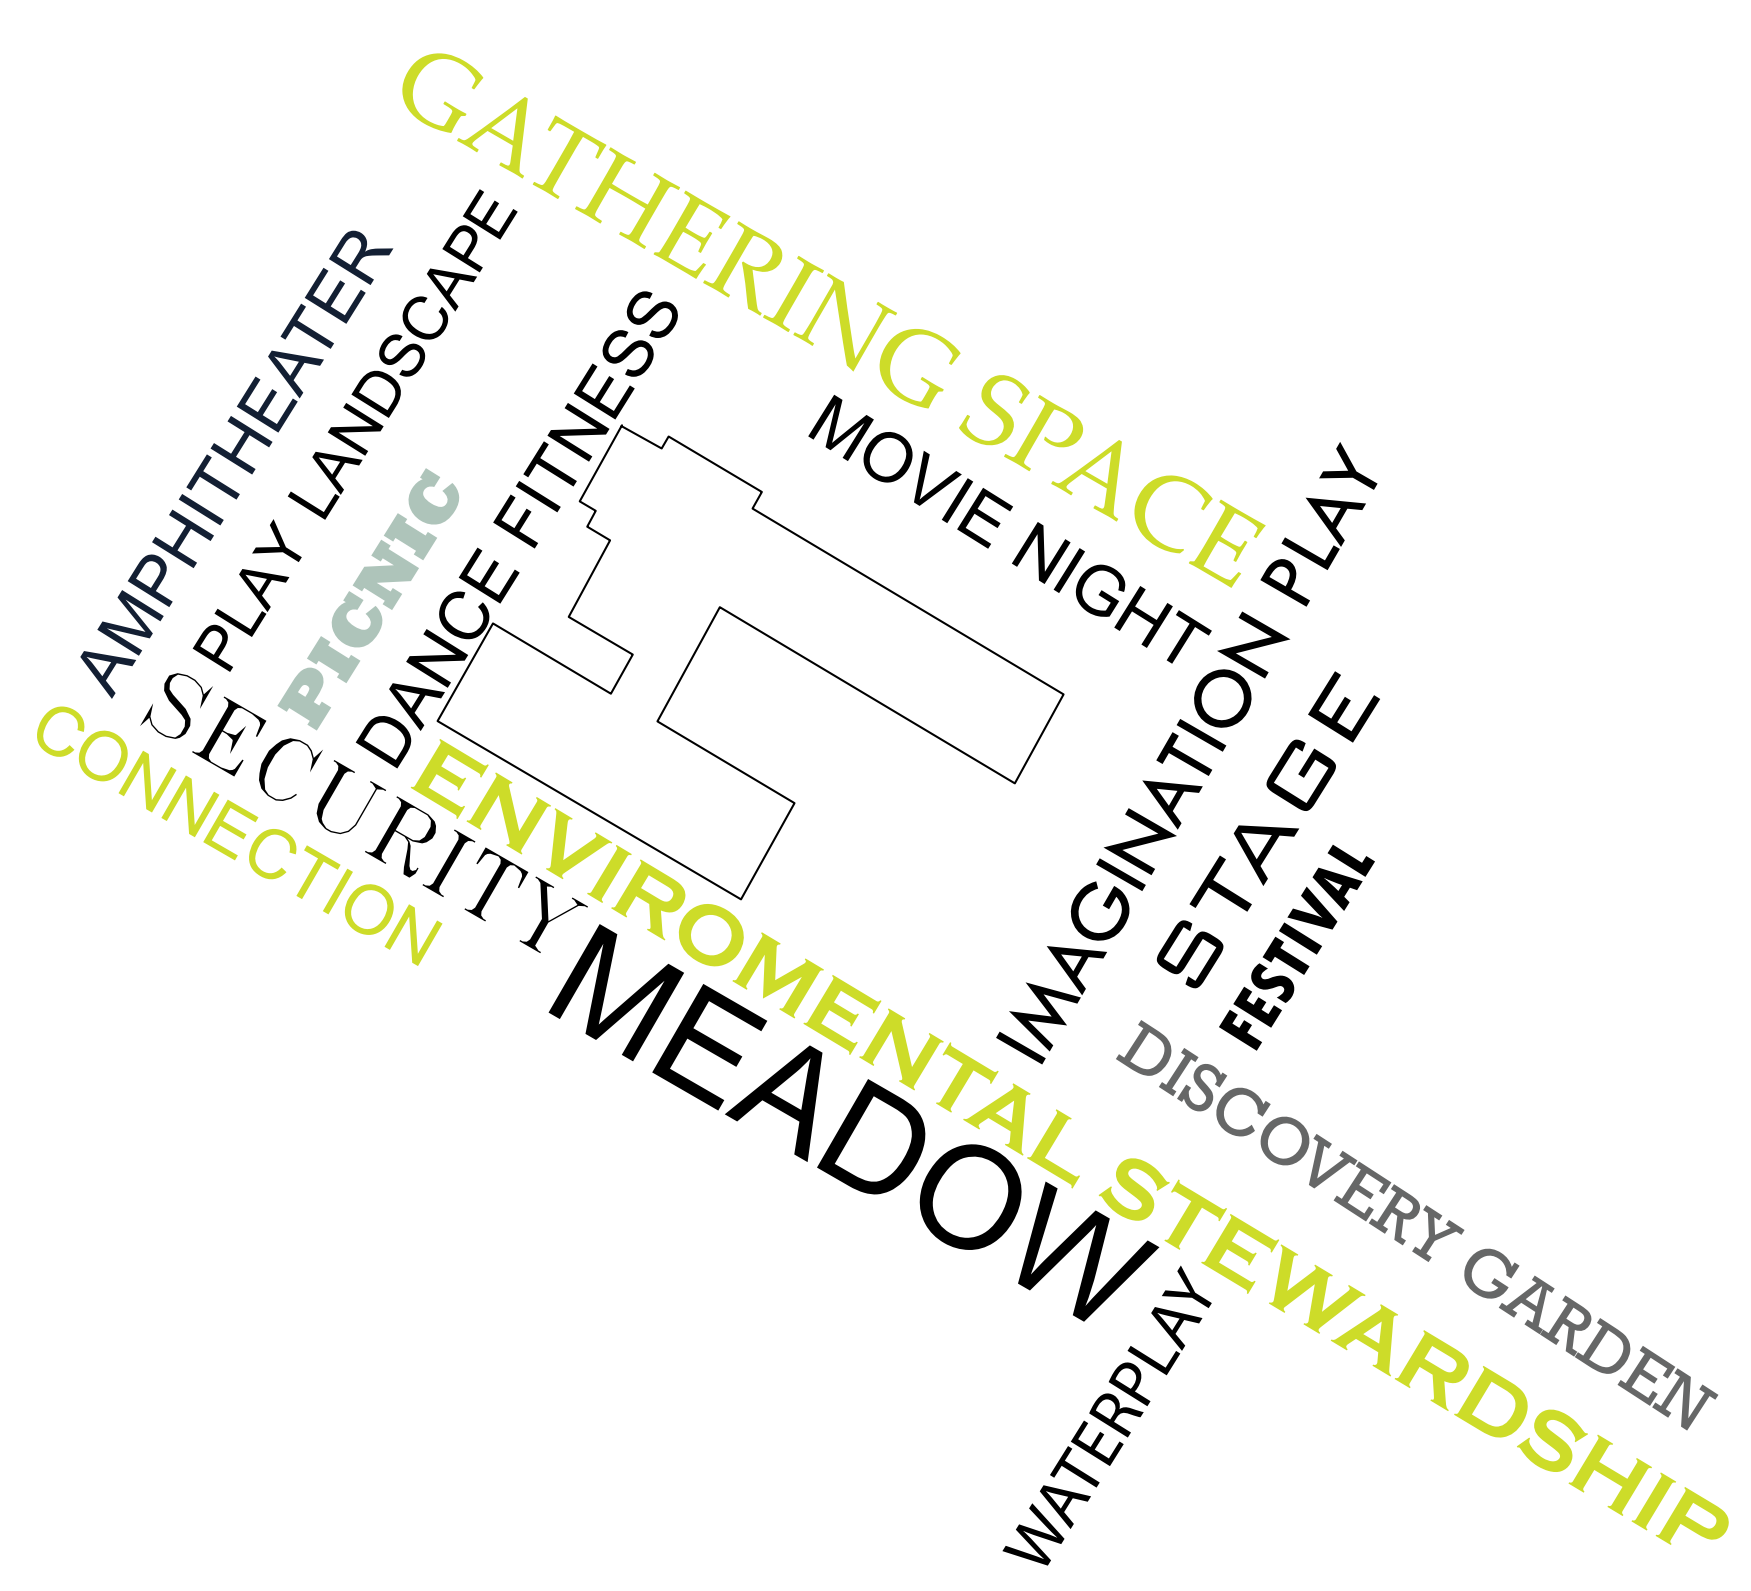 GATHERING SPACE
AMPHITHEATER
PLAY LANDSCAPE
PICNIC
DANCE FITNESS
MOVIE NIGHT
IMAGINATION PLAY
STAGE
FESTIVAL
SECURITY
CONNECTION
ENVIROMENTAL STEWARDSHIP
MEADOW
DISCOVERY GARDEN
WATERPLAY